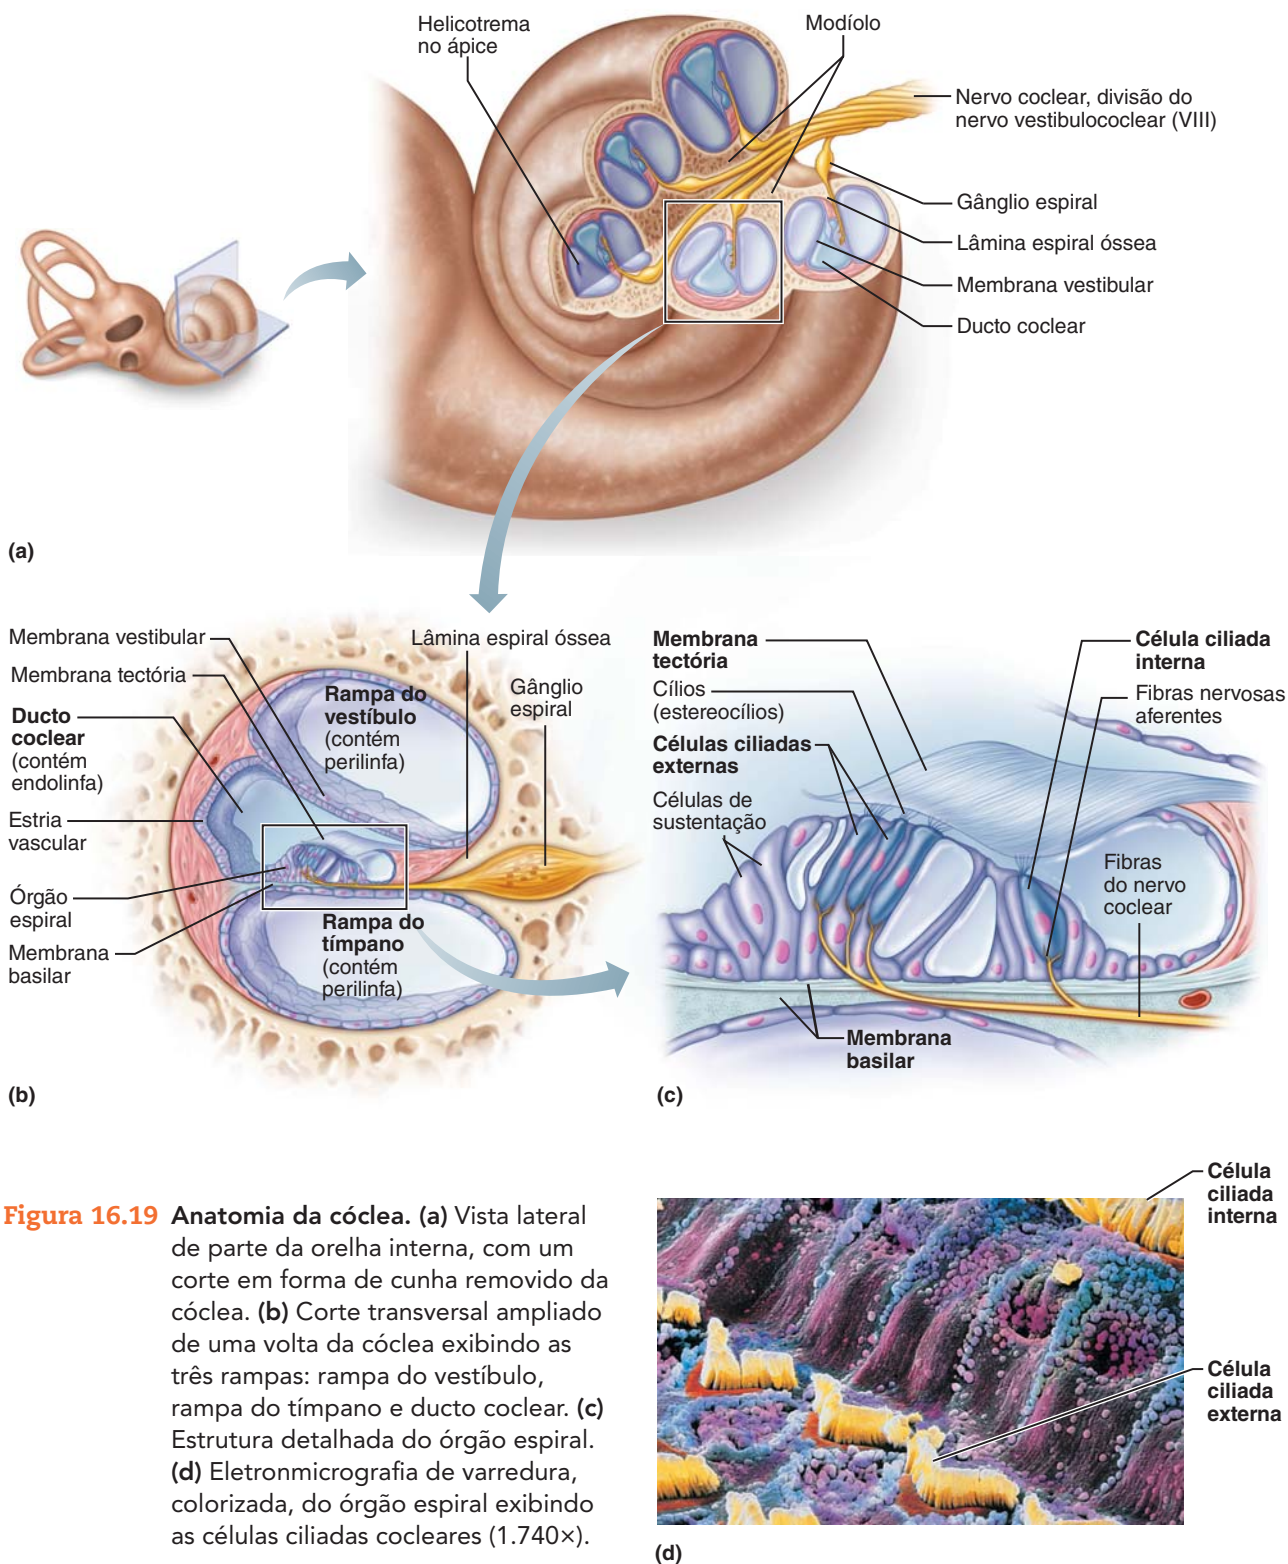 Helicotrema
no ápice
Modíolo
Nervo coclear, divisão do
nervo vestibulococlear (VIII)
Gânglio espiral
Lâmina espiral óssea
Membrana vestibular
Ducto coclear
(a)
Membrana vestibular
Membrana tectória
Ducto
coclear
(contém
endolinfa)
Estria
vascular
Órgão
espiral
Membrana
basilar
Rampa do
vestíbulo
(contém
perilinfa)
Lâmina espiral óssea
Gânglio
espiral
Rampa do
tímpano
(contém
perilinfa)
(b)
Membrana
tectória
Cílios
(estereocílios)
Células ciliadas
externas
Células de
sustentação
Célula ciliada
interna
Fibras nervosas
aferentes
Fibras
do nervo
coclear
Membrana
basilar
(c)
Figura 16.19 Anatomia da cóclea. (a) Vista lateral
de parte da orelha interna, com um
corte em forma de cunha removido da
cóclea. (b) Corte transversal ampliado
de uma volta da cóclea exibindo as
três rampas: rampa do vestíbulo,
rampa do tímpano e ducto coclear. (c)
Estrutura detalhada do órgão espiral.
(d) Eletronmicrografia de varredura,
colorizada, do órgão espiral exibindo
as células ciliadas cocleares (1.740×).
Célula
ciliada
interna
Célula
ciliada
externa
(d)